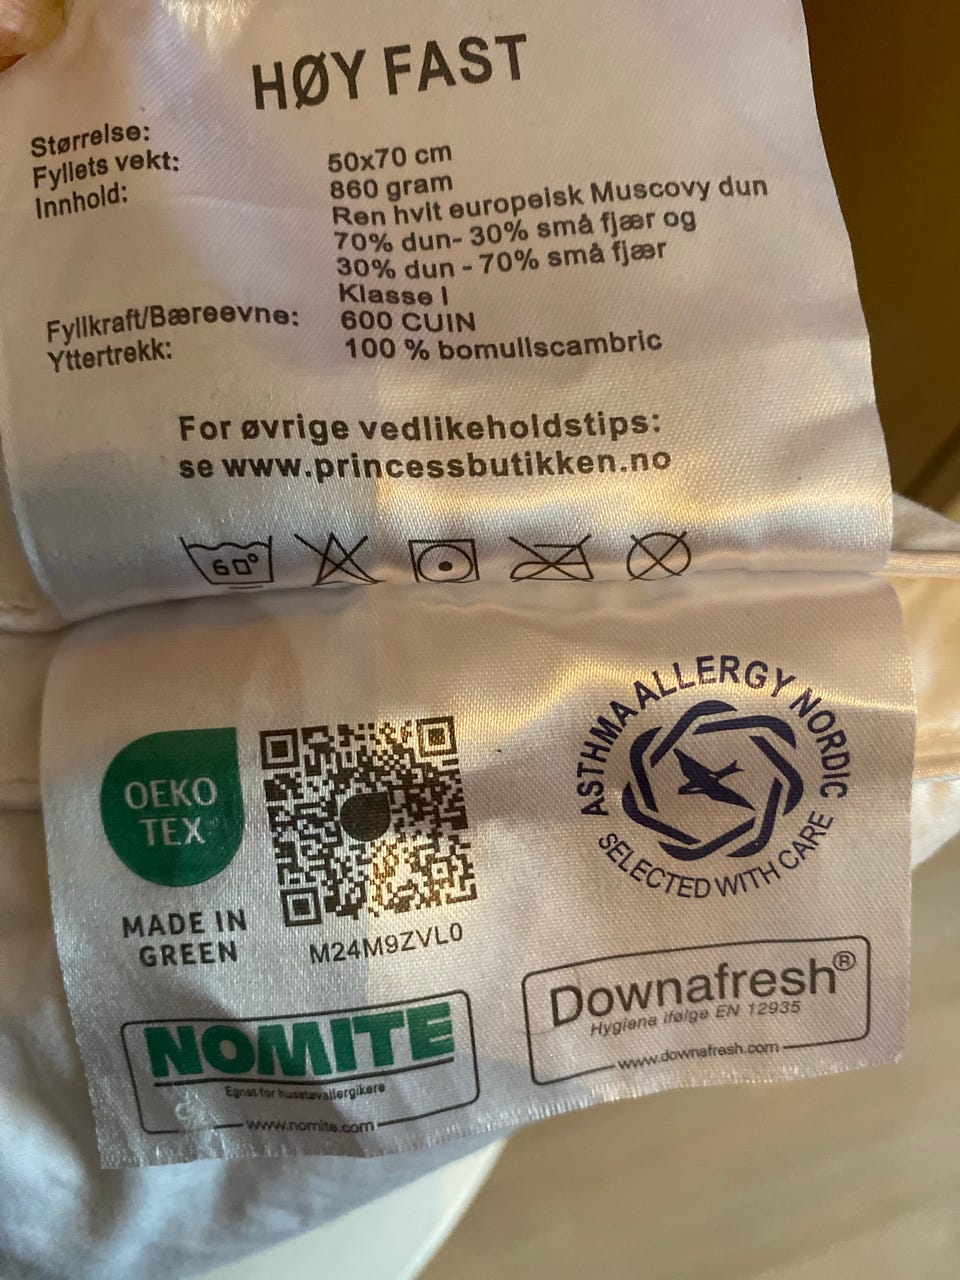 HØY FAST
Størrelse: 50x70 cm
Fyllets vekt: 860 gram
Innhold: Ren hvit europeisk Muscovy dun
70% dun- 30% små fjær og
30% dun - 70% små fjær
Klasse I
Fyllkraft/Bæreevne: 600 CUIN
Yttertrekk: 100 % bomullscambric
For øvrige vedlikeholdstips:
se www.princessbutikken.no
60°
OEKO
TEX®
MADE IN
GREEN
M24M9ZVL0
ASTHMA ALLERGY NORDIC
SELECTED WITH CARE
NOMITE
Egnet for husstøvallergikere
www.nomite.com
Downafresh®
Hygiene ifølge EN 12935
www.downafresh.com